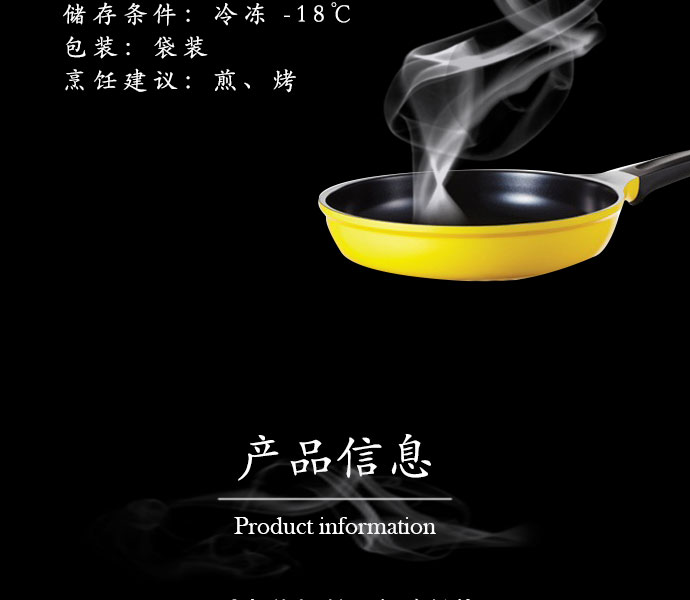 储存条件：冷冻 -18℃
包装：袋装
烹饪建议：煎、烤
产品信息
Product information